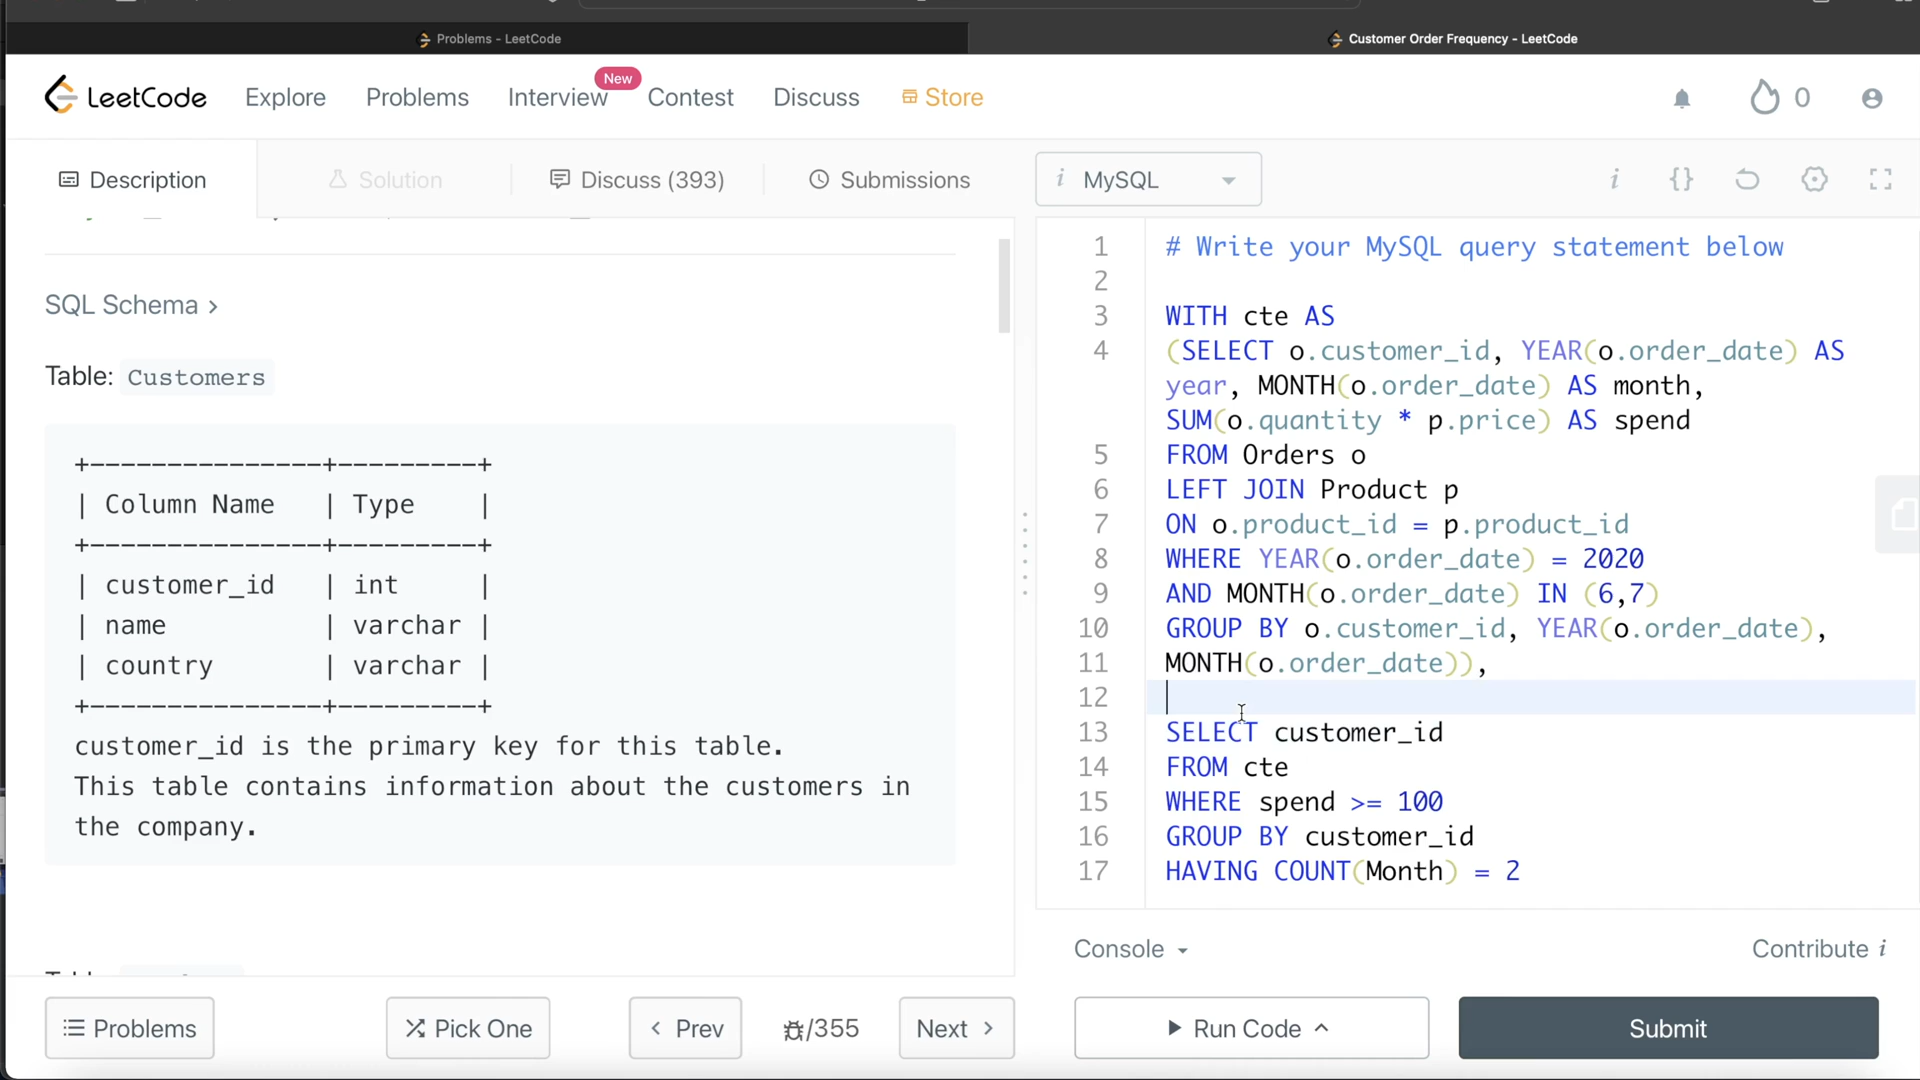 Problems - LeetCode
Customer Order Frequency - LeetCode
LeetCode
Explore
Problems
Interview
New
Contest
Discuss
Store
0
Description
Solution
Discuss (393)
Submissions
i MySQL
i {}
SQL Schema >
Table: Customers
+---------------+---------+
| Column Name   | Type    |
+---------------+---------+
| customer_id   | int     |
| name          | varchar |
| country       | varchar |
+---------------+---------+
customer_id is the primary key for this table.
This table contains information about the customers in
the company.
1 # Write your MySQL query statement below
2
3 WITH cte AS
4 (SELECT o.customer_id, YEAR(o.order_date) AS
year, MONTH(o.order_date) AS month,
SUM(o.quantity * p.price) AS spend
5 FROM Orders o
6 LEFT JOIN Product p
7 ON o.product_id = p.product_id
8 WHERE YEAR(o.order_date) = 2020
9 AND MONTH(o.order_date) IN (6,7)
10 GROUP BY o.customer_id, YEAR(o.order_date),
11 MONTH(o.order_date)),
12
13 SELECT customer_id
14 FROM cte
15 WHERE spend >= 100
16 GROUP BY customer_id
17 HAVING COUNT(Month) = 2
Console
Contribute i
Problems
Pick One
< Prev
/355
Next >
Run Code
Submit